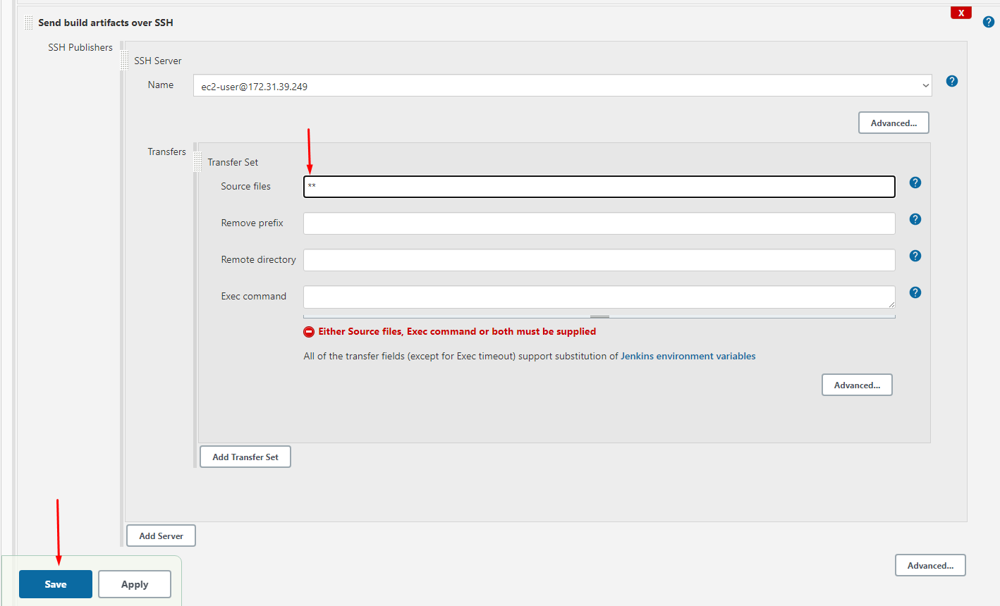 Send build artifacts over SSH
X
?
SSH Publishers
SSH Server
Name
ec2-user@172.31.39.249
?
Advanced...
Transfers
Transfer Set
Source files
**
?
Remove prefix
?
Remote directory
?
Exec command
?
Either Source files, Exec command or both must be supplied
All of the transfer fields (except for Exec timeout) support substitution of Jenkins environment variables
Advanced...
Add Transfer Set
Add Server
Advanced...
Save
Apply